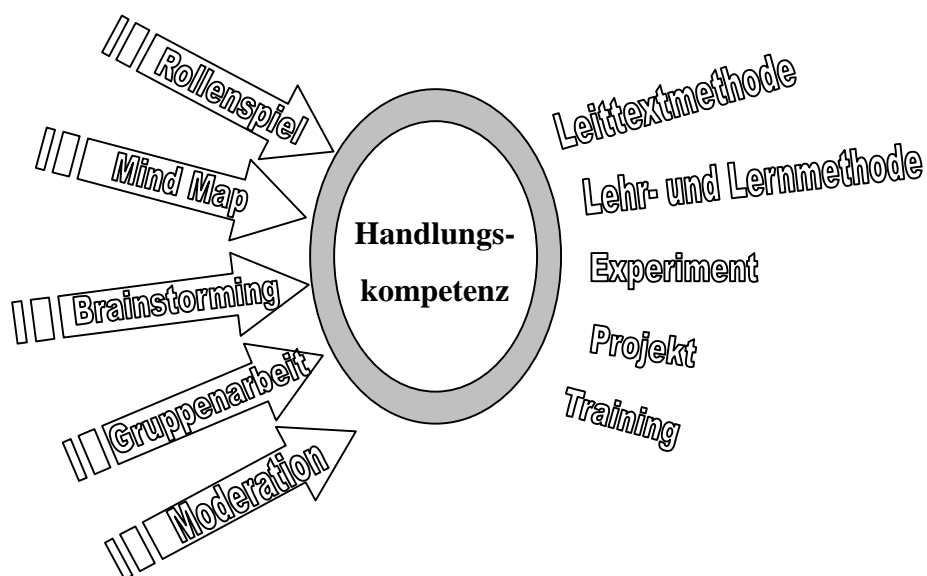 Rollenspiel
Mind Map
Brainstorming
Gruppenarbeit
Moderation
Handlungs-
kompetenz
Leittextmethode
Lehr- und Lernmethode
Experiment
Projekt
Training